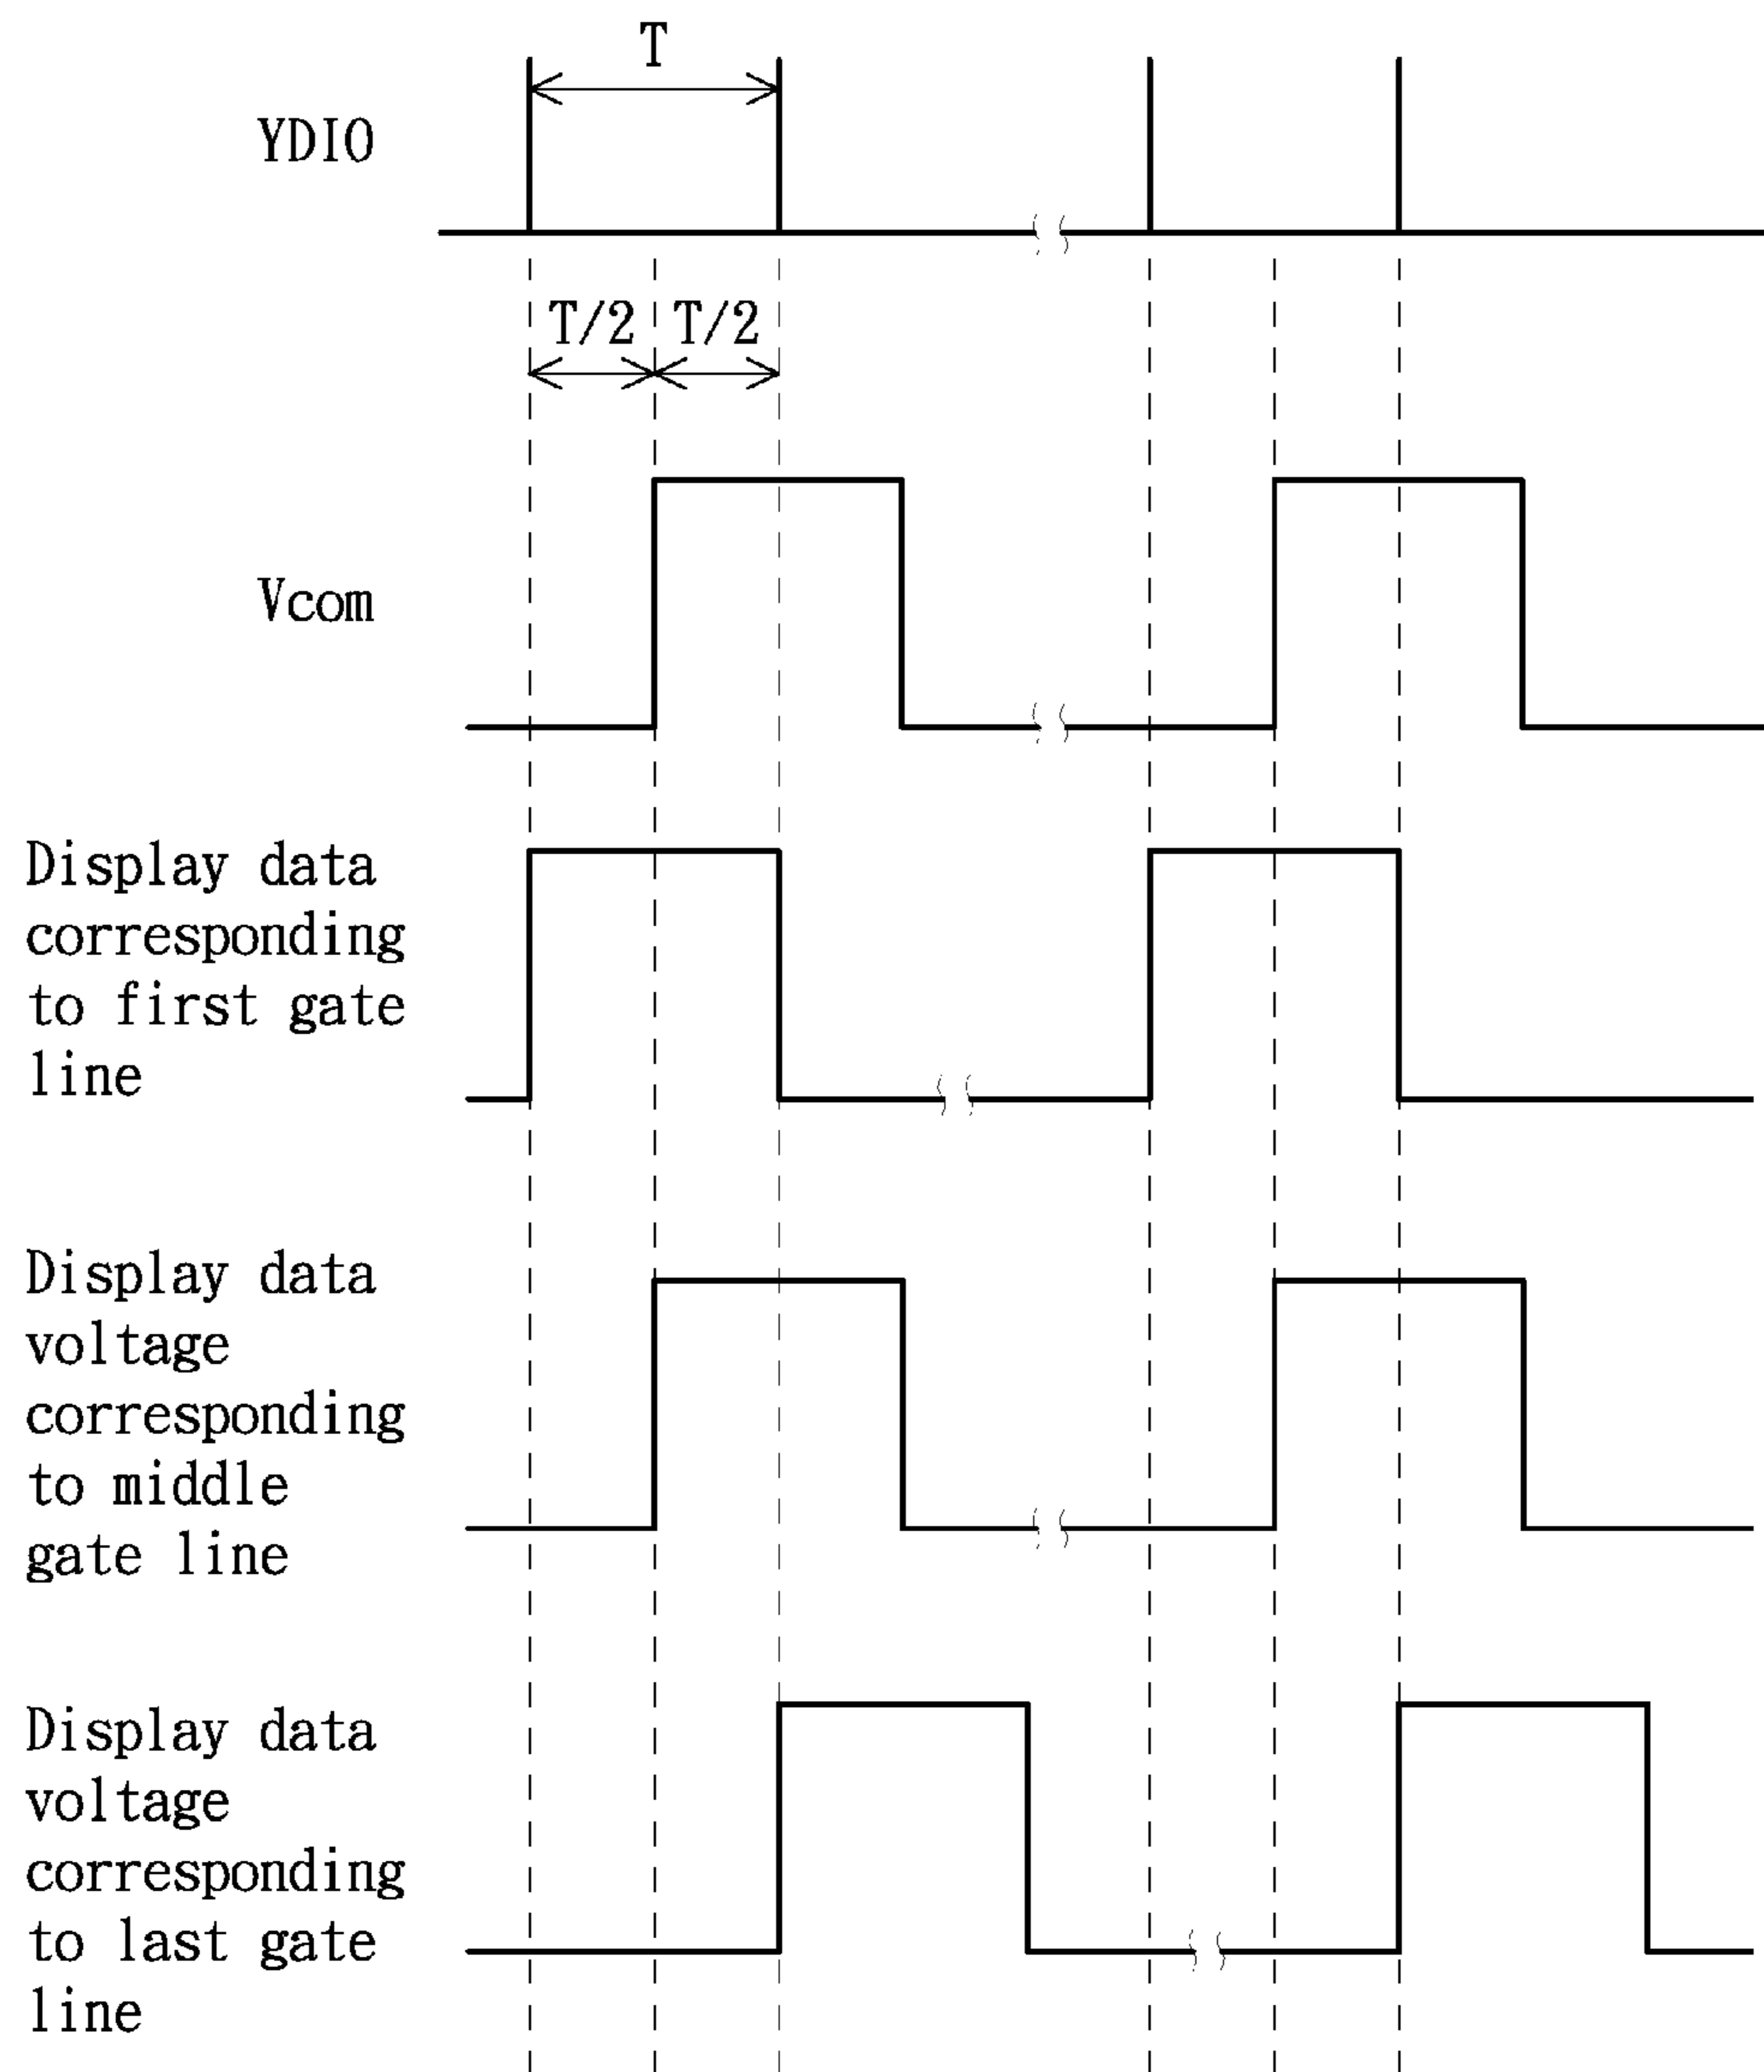 T
YDIO
T/2 T/2
Vcom
Display data
corresponding
to first gate
line
Display data
voltage
corresponding
to middle
gate line
Display data
voltage
corresponding
to last gate
line